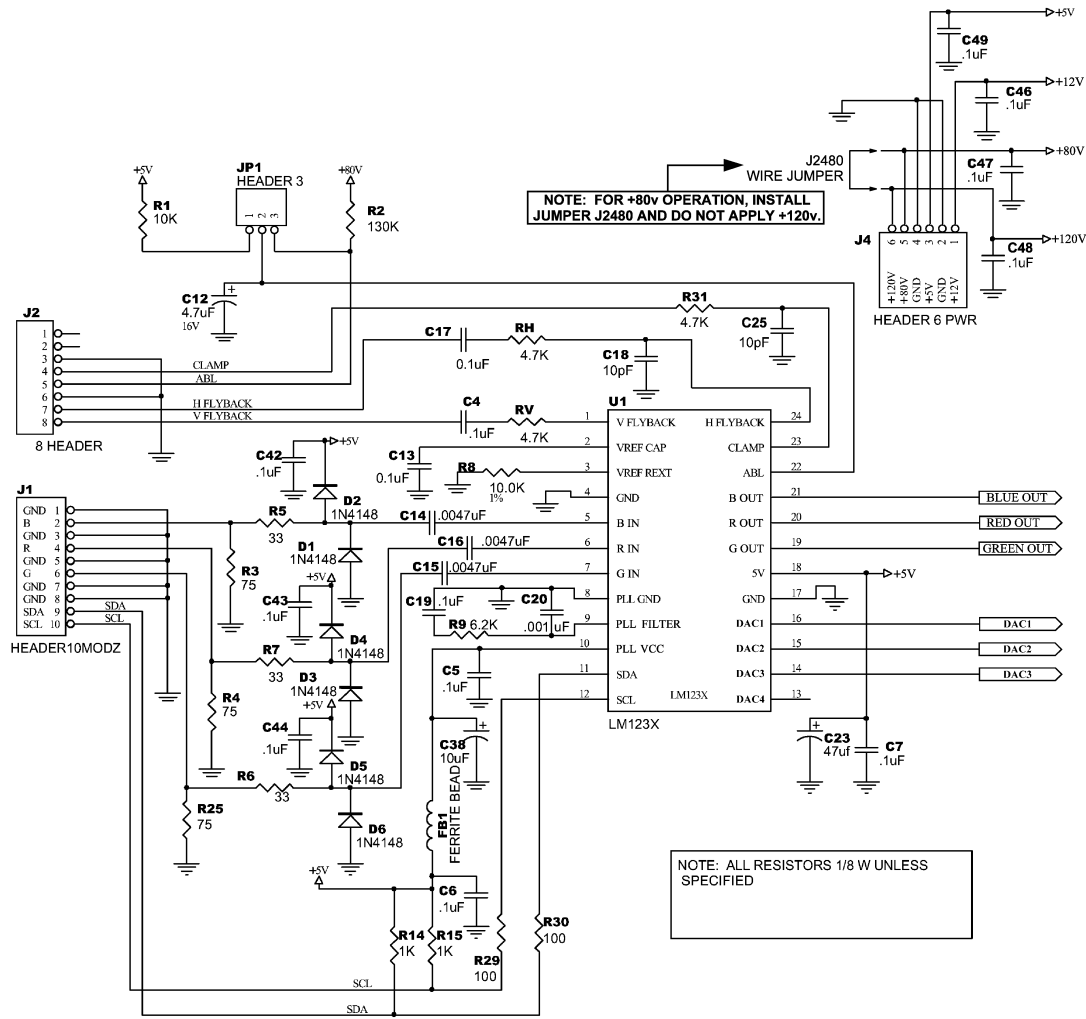 +5V
C49
.1uF
+12V
C46
.1uF
J2480
WIRE JUMPER
+80V
C47
.1uF
NOTE: FOR +80v OPERATION, INSTALL
JUMPER J2480 AND DO NOT APPLY +120v.
+120V
C48
.1uF
J4
6 5 4 3 2 1
+120V
+80V
GND
+5V
GND
+12V
HEADER 6 PWR
+5V
R1
10K
JP1
HEADER 3
1 2 3
+80V
R2
130K
C12
4.7uF
16V
+
J2
1
2
3
4
5
6
7
8
8 HEADER
CLAMP
ABL
H FLYBACK
V FLYBACK
R31
4.7K
C25
10pF
C17
0.1uF
RH
4.7K
C18
10pF
C4
.1uF
RV
4.7K
C13
0.1uF
R8
10.0K
1%
U1
1 V FLYBACK
2 VREF CAP
3 VREF REXT
4 GND
5 B IN
6 R IN
7 G IN
8 PLL GND
9 PLL FILTER
10 PLL VCC
11 SDA
12 SCL
H FLYBACK 24
CLAMP 23
ABL 22
B OUT 21
R OUT 20
G OUT 19
5V 18
GND 17
DAC1 16
DAC2 15
DAC3 14
DAC4 13
LM123X
LM123X
BLUE OUT
RED OUT
GREEN OUT
+5V
DAC1
DAC2
DAC3
+
C23
47uf
C7
.1uF
J1
GND 1
B 2
GND 3
R 4
GND 5
G 6
GND 7
GND 8
SDA 9
SCL 10
HEADER10MODZ
SDA
SCL
C42
.1uF
+5V
D2
1N4148
R5
33
R3
75
D1
1N4148
C14
.0047uF
C16
.0047uF
C15
.0047uF
+5V
C43
.1uF
D4
1N4148
R7
33
R4
75
D3
1N4148
+5V
C44
.1uF
D5
1N4148
R6
33
R25
75
D6
1N4148
C19
.1uF
C20
.001uF
R9 6.2K
C5
.1uF
+
C38
10uF
FB1
FERRITE BEAD
+5V
C6
.1uF
R14
1K
R15
1K
R29
100
R30
100
SCL
SDA
NOTE: ALL RESISTORS 1/8 W UNLESS
SPECIFIED